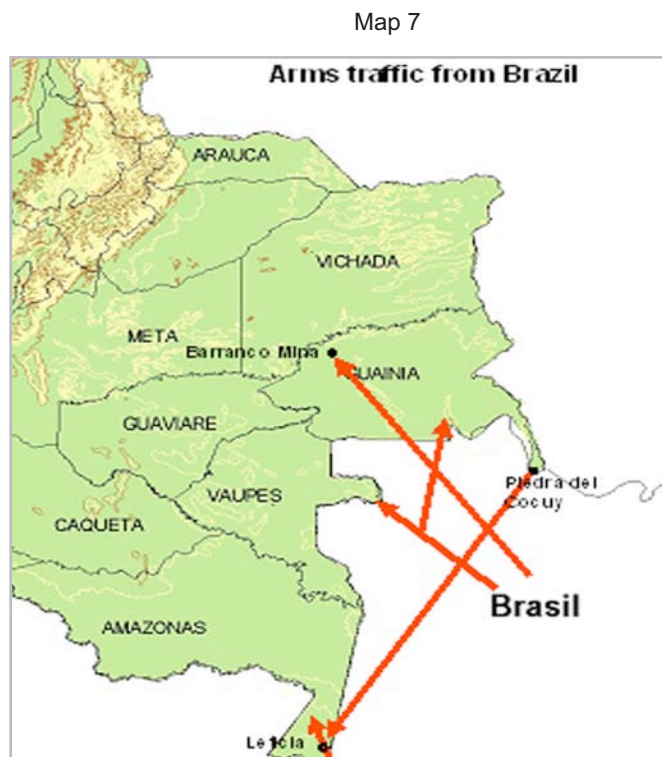 Map 7
Arms traffic from Brazil
ARAUCA
VICHADA
META
Barranco Mina
GUAINIA
GUAVIARE
Piedra del
Cocuy
VAUPES
CAQUETA
Brasil
AMAZONAS
Leticia